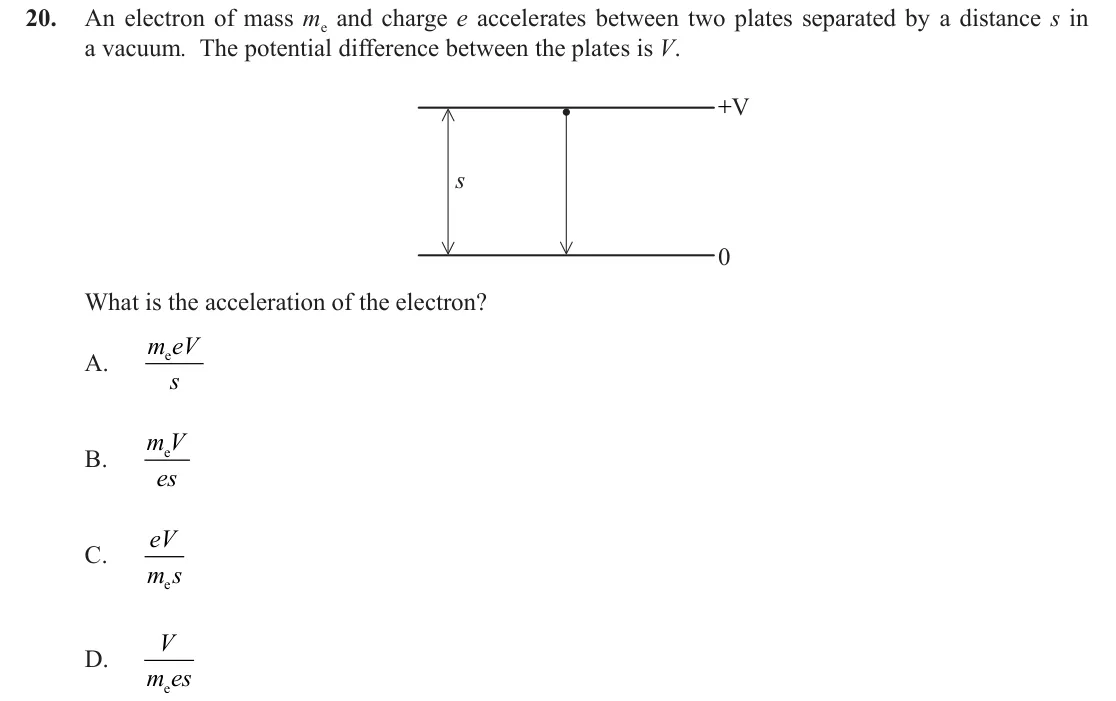 20. An electron of mass mₑ and charge e accelerates between two plates separated by a distance s in
a vacuum. The potential difference between the plates is V.
+V
s
0
What is the acceleration of the electron?
A. mₑeV
s
B. mₑV
es
C. eV
mₑs
D. V
mₑes